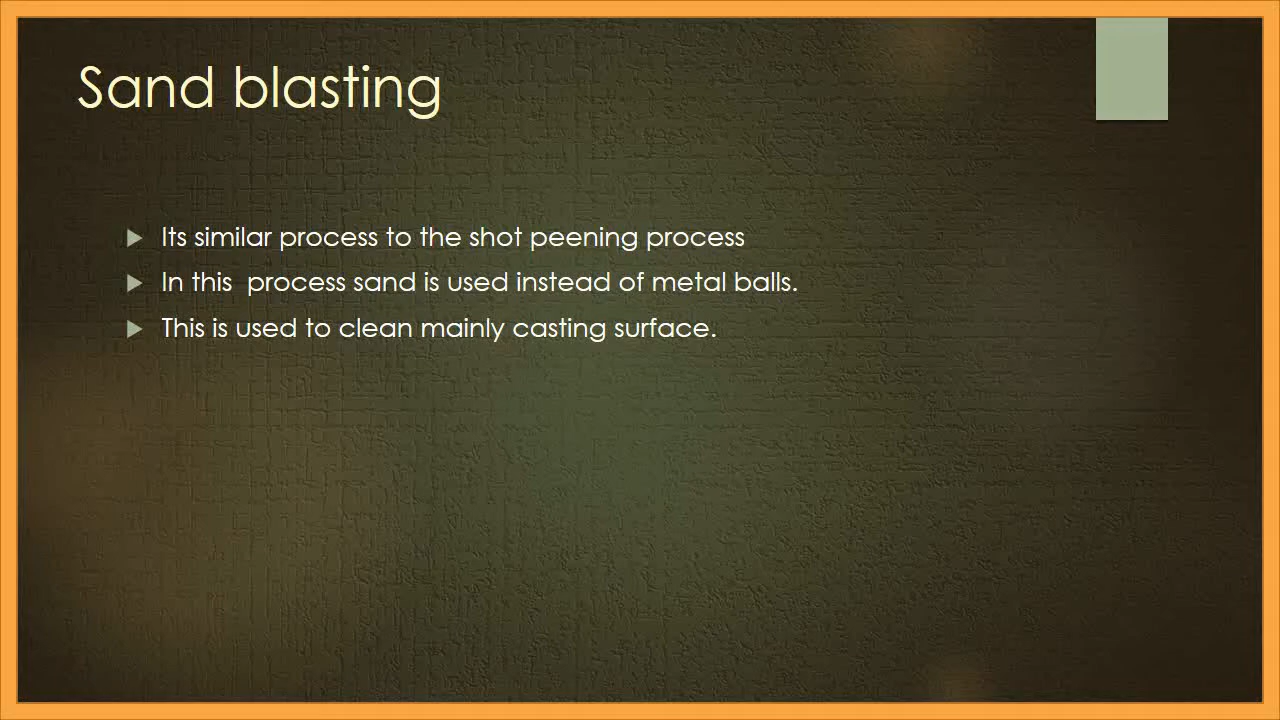 Sand blasting
Its similar process to the shot peening process
In this  process sand is used instead of metal balls.
This is used to clean mainly casting surface.